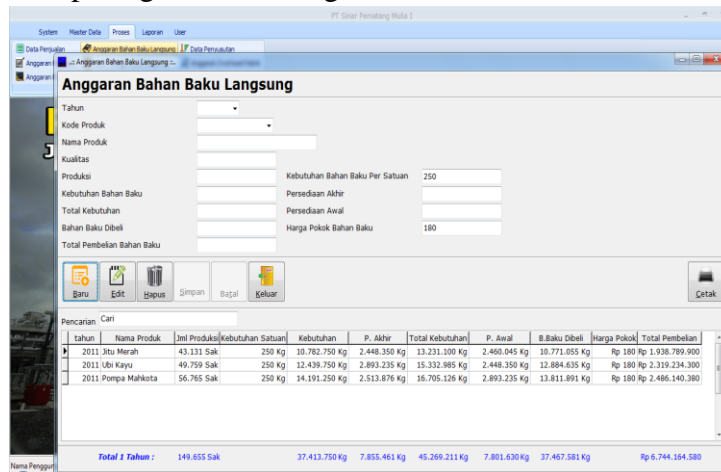 PT Sinar Pematang Mulia I
System Master Data Proses Laporan User
Data Penjualan Anggaran Bahan Baku Langsung Data Penyusutan
Anggaran
.:: Anggaran Bahan Baku Langsung ::.
Anggaran
Anggaran Bahan Baku Langsung
Tahun
Kode Produk
Nama Produk
Kualitas
Produksi Kebutuhan Bahan Baku Per Satuan 250
Kebutuhan Bahan Baku Persediaan Akhir
Total Kebutuhan Persediaan Awal
Bahan Baku Dibeli Harga Pokok Bahan Baku 180
Total Pembelian Bahan Baku
Baru Edit Hapus Simpan Batal Keluar Cetak
Pencarian Cari
tahun Nama Produk Jml Produksi Kebutuhan Satuan Kebutuhan P. Akhir Total Kebutuhan P. Awal B.Baku Dibeli Harga Pokok Total Pembelian
2011 Jitu Merah 43.131 Sak 250 Kg 10.782.750 Kg 2.448.350 Kg 13.231.100 Kg 2.460.045 Kg 10.771.055 Kg Rp 180 Rp 1.938.789.900
2011 Ubi Kayu 49.759 Sak 250 Kg 12.439.750 Kg 2.893.235 Kg 15.332.985 Kg 2.448.350 Kg 12.884.635 Kg Rp 180 Rp 2.319.234.300
2011 Pompa Mahkota 56.765 Sak 250 Kg 14.191.250 Kg 2.513.876 Kg 16.705.126 Kg 2.893.235 Kg 13.811.891 Kg Rp 180 Rp 2.486.140.380
Total 1 Tahun : 149.655 Sak 37.413.750 Kg 7.855.461 Kg 45.269.211 Kg 7.801.630 Kg 37.467.581 Kg Rp 6.744.164.580
Nama Penggun